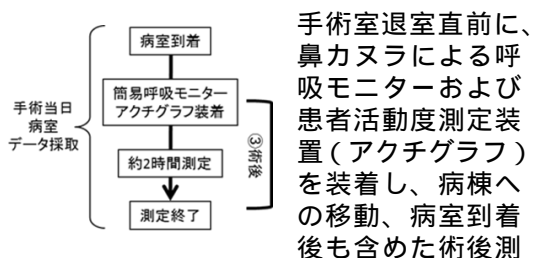 病室到着
簡易呼吸モニター
アクチグラフ装着
約2時間測定
測定終了
手術当日
病室
データ採取
③術後
手術室退室直前に、
鼻カヌラによる呼
吸モニターおよび
患者活動度測定装
置(アクチグラフ)
を装着し、病棟へ
の移動、病室到着
後も含めた術後測